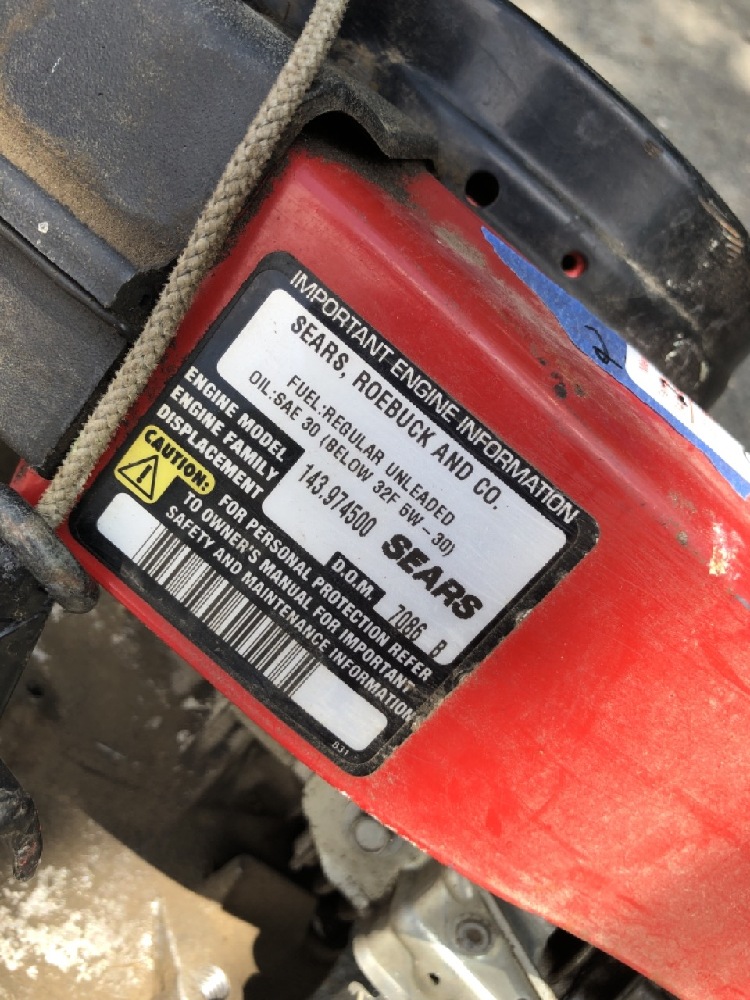 IMPORTANT ENGINE INFORMATION
SEARS, ROEBUCK AND CO.
FUEL:REGULAR UNLEADED
OIL:SAE 30 (BELOW 32F 5W-30)
ENGINE MODEL 143.974500 SEARS
ENGINE FAMILY
DISPLACEMENT
D.O.M. 7086 B
CAUTION:
FOR PERSONAL PROTECTION REFER
TO OWNER'S MANUAL FOR IMPORTANT
SAFETY AND MAINTENANCE INFORMATION
831